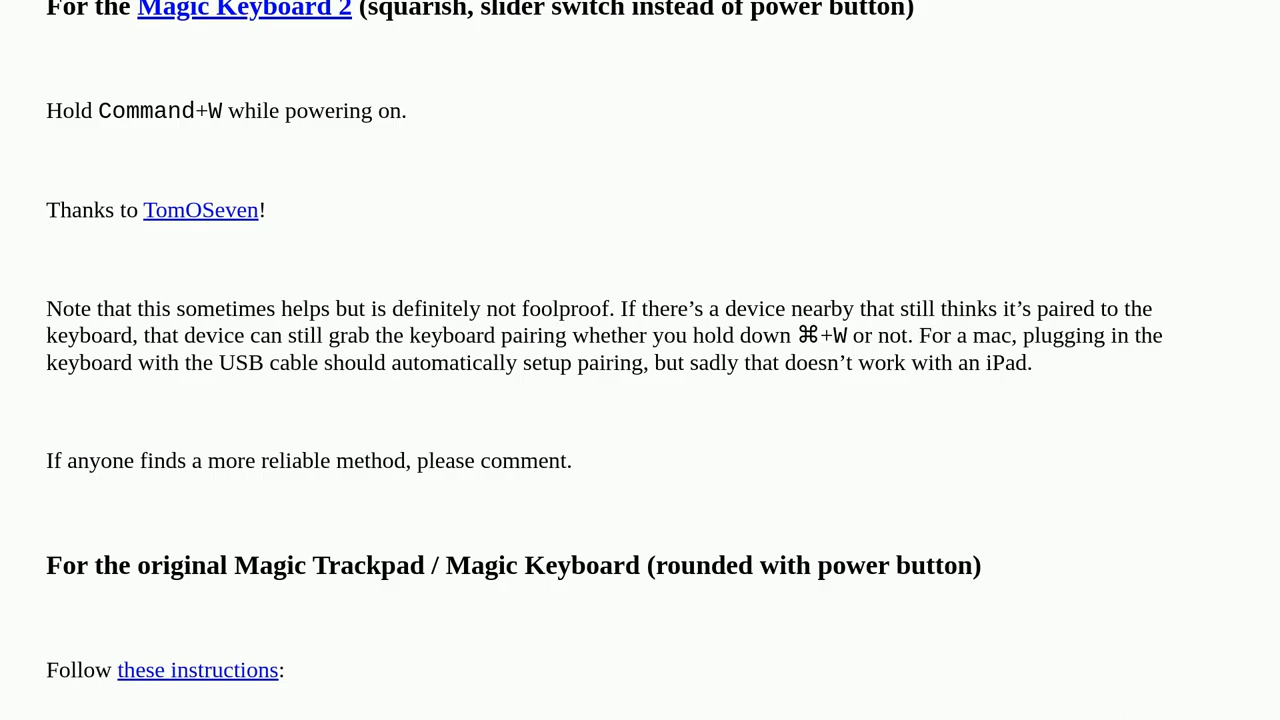 For the Magic Keyboard 2 (squarish, slider switch instead of power button)
Hold Command+W while powering on.
Thanks to TomOSeven!
Note that this sometimes helps but is definitely not foolproof. If there’s a device nearby that still thinks it’s paired to the
keyboard, that device can still grab the keyboard pairing whether you hold down ⌘+W or not. For a mac, plugging in the
keyboard with the USB cable should automatically setup pairing, but sadly that doesn’t work with an iPad.
If anyone finds a more reliable method, please comment.
For the original Magic Trackpad / Magic Keyboard (rounded with power button)
Follow these instructions: